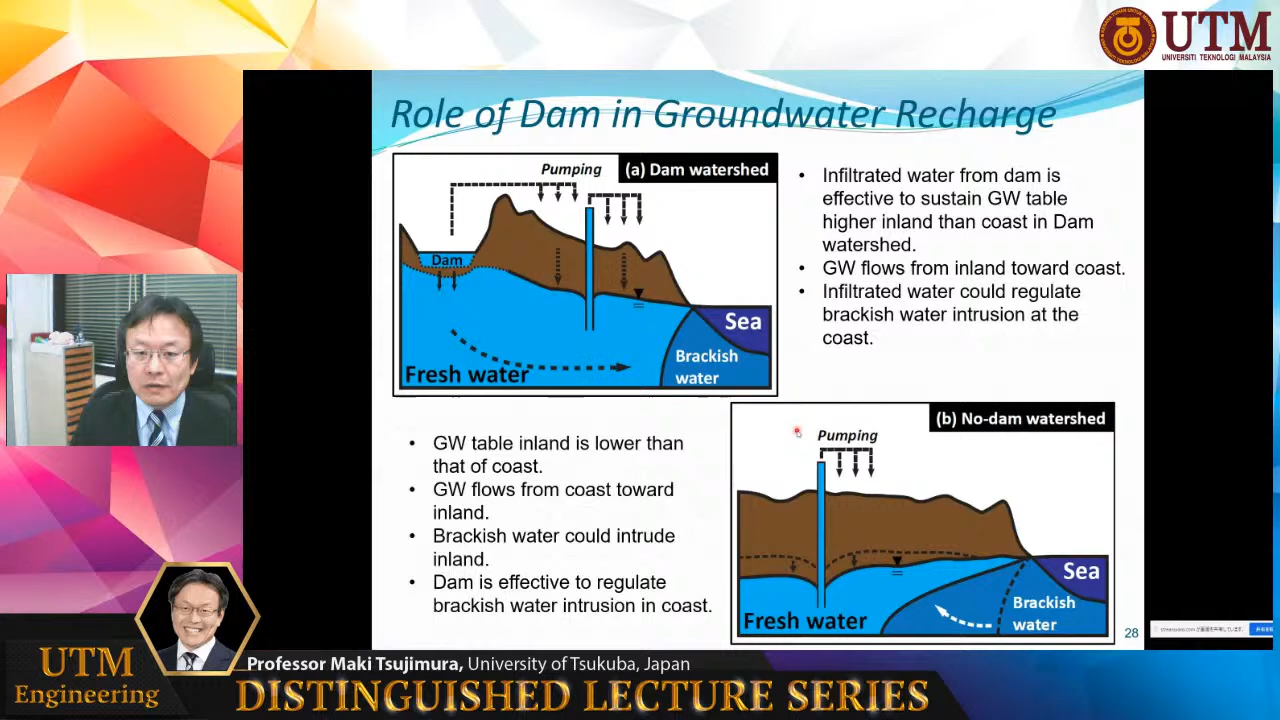 UTM
UNIVERSITI TEKNOLOGI MALAYSIA
Role of Dam in Groundwater Recharge
Pumping
(a) Dam watershed
Dam
Sea
Brackish
water
Fresh water
• Infiltrated water from dam is
effective to sustain GW table
higher inland than coast in Dam
watershed.
• GW flows from inland toward coast.
• Infiltrated water could regulate
brackish water intrusion at the
coast.
• GW table inland is lower than
that of coast.
• GW flows from coast toward
inland.
• Brackish water could intrude
inland.
• Dam is effective to regulate
brackish water intrusion in coast.
(b) No-dam watershed
Pumping
Sea
Brackish
water
Fresh water
28
UTM
Engineering
Professor Maki Tsujimura, University of Tsukuba, Japan
DISTINGUISHED LECTURE SERIES